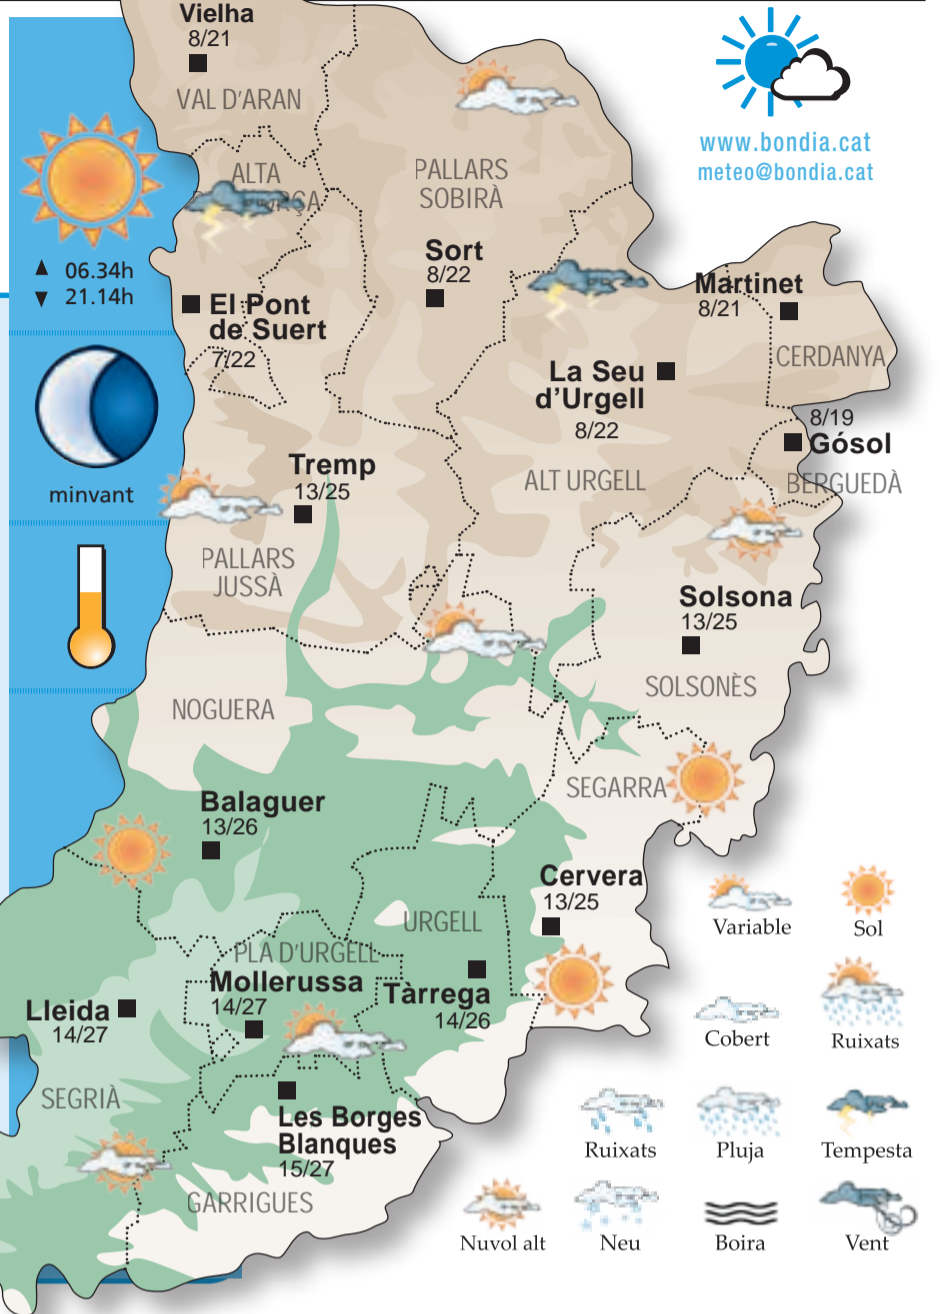 Vielha
8/21
VAL D'ARAN
www.bondia.cat
meteo@bondia.cat
ALTA
PALLARS
SOBIRÀ
▲ 06.34h
▼ 21.14h
Sort
8/22
Martinet
8/21
El Pont
de Suert
7/22
CERDANYA
La Seu
d'Urgell
8/22
8/19
Gósol
BERGUEDÀ
minvant
Tremp
13/25
ALT URGELL
PALLARS
JUSSÀ
Solsona
13/25
SOLSONÈS
NOGUERA
SEGARRA
Balaguer
13/26
Cervera
13/25
URGELL
PLA D'URGELL
Mollerussa
14/27
Tàrrega
14/26
Lleida
14/27
SEGRIÀ
Les Borges
Blanques
15/27
GARRIGUES
Variable
Sol
Cobert
Ruixats
Ruixats
Pluja
Tempesta
Nuvol alt
Neu
Boira
Vent